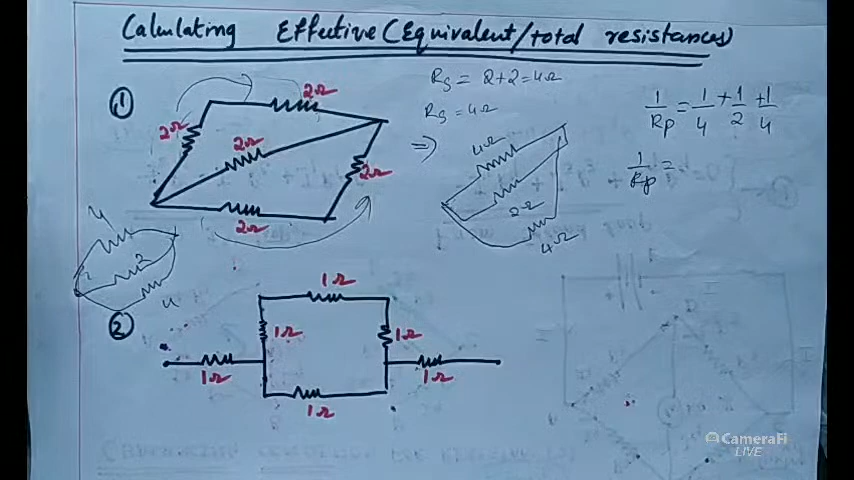 Calculating Effective (Equivalent/total resistances)
① 2Ω 2Ω 2Ω 2Ω 2Ω
Rs = 2+2=4Ω
Rs = 4Ω
⇒ 4Ω 2Ω 4Ω
1/Rp = 1/4 + 1/2 + 1/4
1/Rp =
4 2 4
② 1Ω 1Ω 1Ω 1Ω 1Ω 1Ω
CameraFi
LIVE